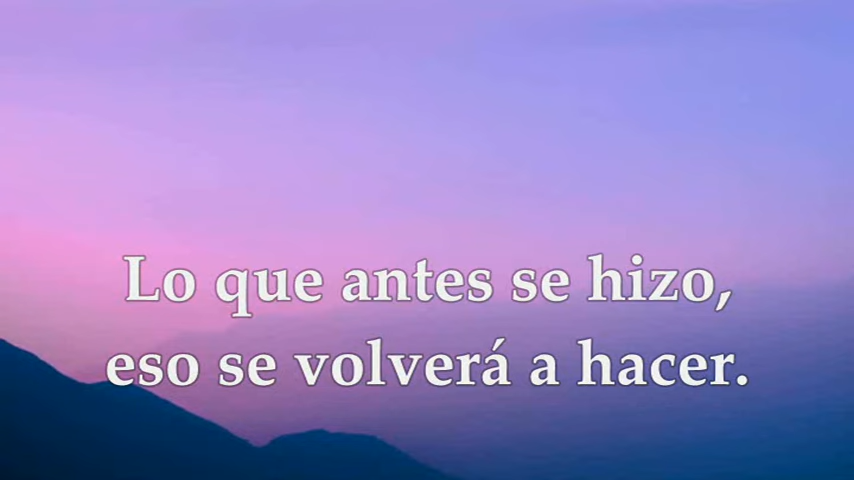 Lo que antes se hizo,
eso se volverá a hacer.